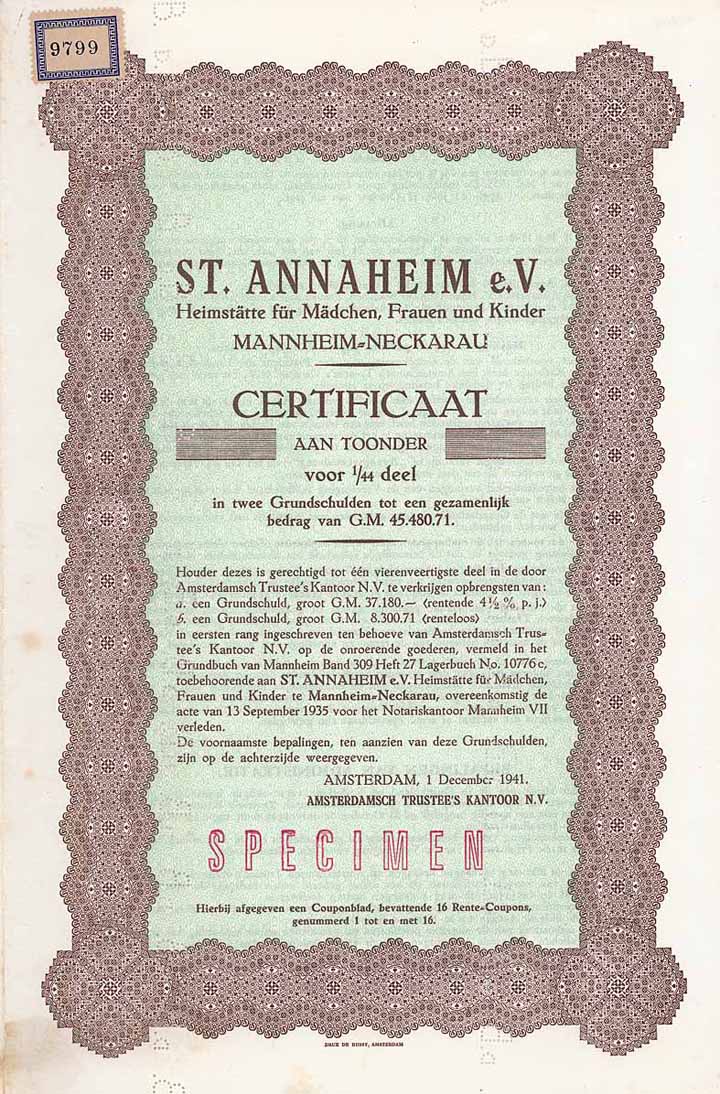 9799
ST. ANNAHEIM e.V.
Heimstätte für Mädchen, Frauen und Kinder
MANNHEIM-NECKARAU
CERTIFICAAT
AAN TOONDER
voor 1/44 deel
in twee Grundschulden tot een gezamenlijk
bedrag van G.M. 45.480.71.
Houder dezes is gerechtigd tot één vierenveertigste deel in de door
Amsterdamsch Trustee's Kantoor N.V. te verkrijgen opbrengsten van:
a. een Grundschuld, groot G.M. 37.180.— (rentende 4½ % p. j.)
b. een Grundschuld, groot G.M. 8.300.71 (renteloos)
in eersten rang ingeschreven ten behoeve van Amsterdamsch Trus-
tee's Kantoor N.V. op de onroerende goederen, vermeld in het
Grundbuch van Mannheim Band 309 Heft 27 Lagerbuch No. 10776 c,
toebehoorende aan ST. ANNAHEIM e.V. Heimstätte für Mädchen,
Frauen und Kinder te Mannheim-Neckarau, overeenkomstig de
acte van 13 September 1935 voor het Notariskantoor Mannheim VII
verleden.
De voornaamste bepalingen, ten aanzien van deze Grundschulden,
zijn op de achterzijde weergegeven.
AMSTERDAM, 1 December 1941.
AMSTERDAMSCH TRUSTEE'S KANTOOR N.V.
SPECIMEN
Hierbij afgegeven een Couponblad, bevattende 16 Rente-Coupons,
genummerd 1 tot en met 16.
DRUK DE BUSSY, AMSTERDAM